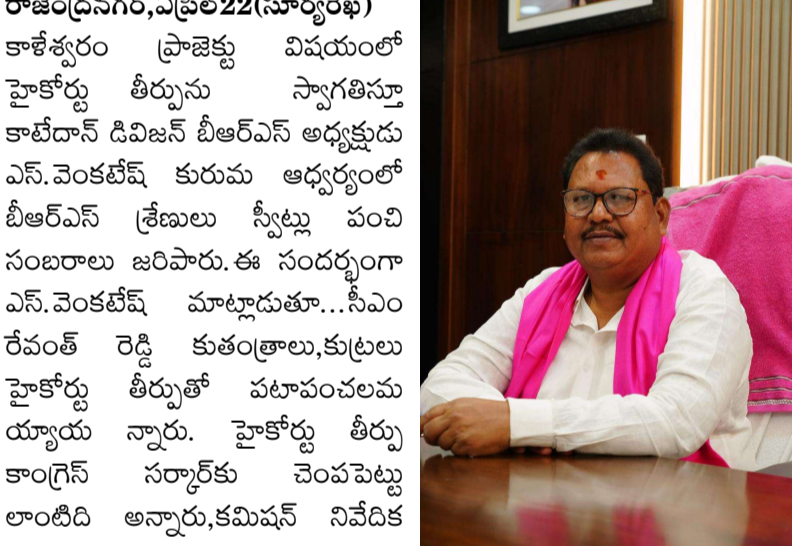 రాజేంద్రనగర్,ఏప్రిల్22(సూర్యరేఖ)
కాళేశ్వరం ప్రాజెక్టు విషయంలో
హైకోర్టు తీర్పును స్వాగతిస్తూ
కాటేదాన్ డివిజన్ బీఆర్ఎస్ అధ్యక్షుడు
ఎస్.వెంకటేష్ కురుమ ఆధ్వర్యంలో
బీఆర్ఎస్ శ్రేణులు స్వీట్లు పంచి
సంబరాలు జరిపారు.ఈ సందర్భంగా
ఎస్.వెంకటేష్ మాట్లాడుతూ...సీఎం
రేవంత్ రెడ్డి కుతంత్రాలు,కుట్రలు
హైకోర్టు తీర్పుతో పటాపంచలమ
య్యాయ న్నారు. హైకోర్టు తీర్పు
కాంగ్రెస్ సర్కార్‌కు చెంపపెట్టు
లాంటిది అన్నారు,కమిషన్ నివేదిక